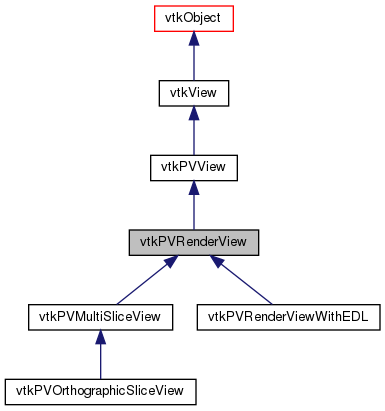 vtkObject
vtkView
vtkPVView
vtkPVRenderView
vtkPVMultiSliceView
vtkPVRenderViewWithEDL
vtkPVOrthographicSliceView